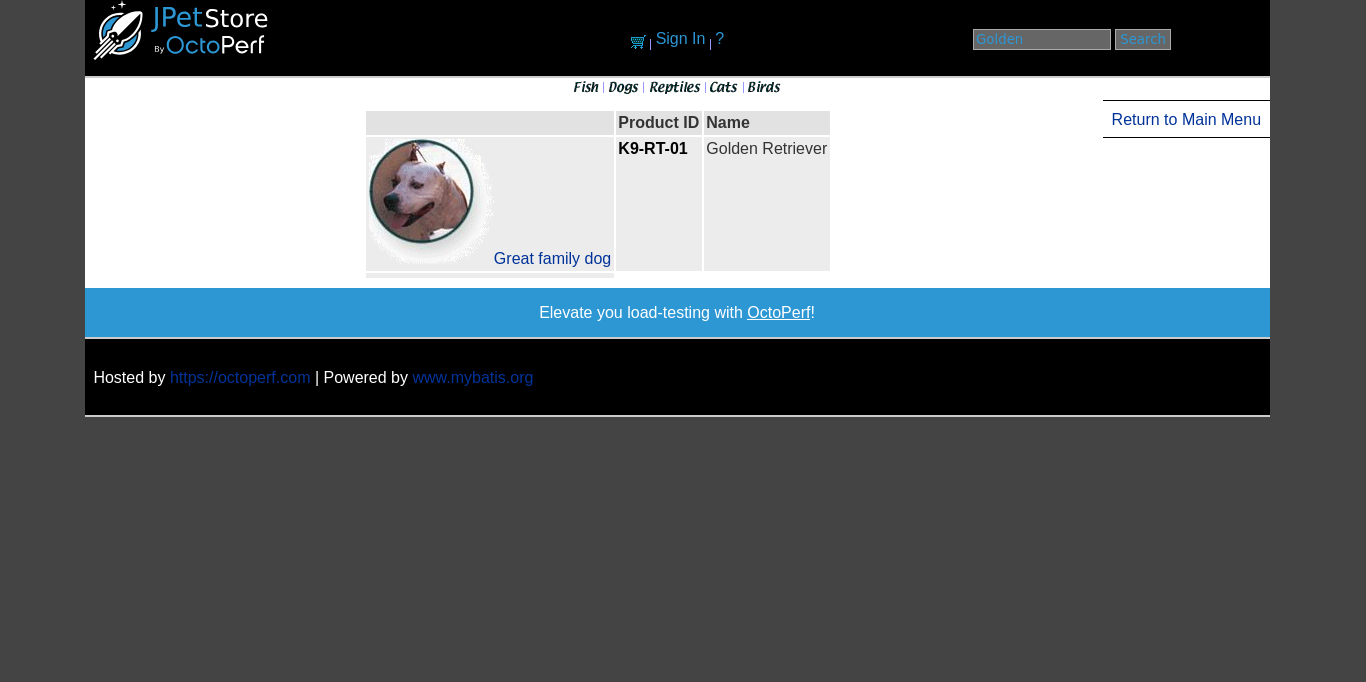 JPetStore
By OctoPerf
Sign In ?
Golden Search
Fish Dogs Reptiles Cats Birds
Return to Main Menu
Product ID Name
Great family dog K9-RT-01 Golden Retriever
Elevate you load-testing with OctoPerf!
Hosted by https://octoperf.com | Powered by www.mybatis.org